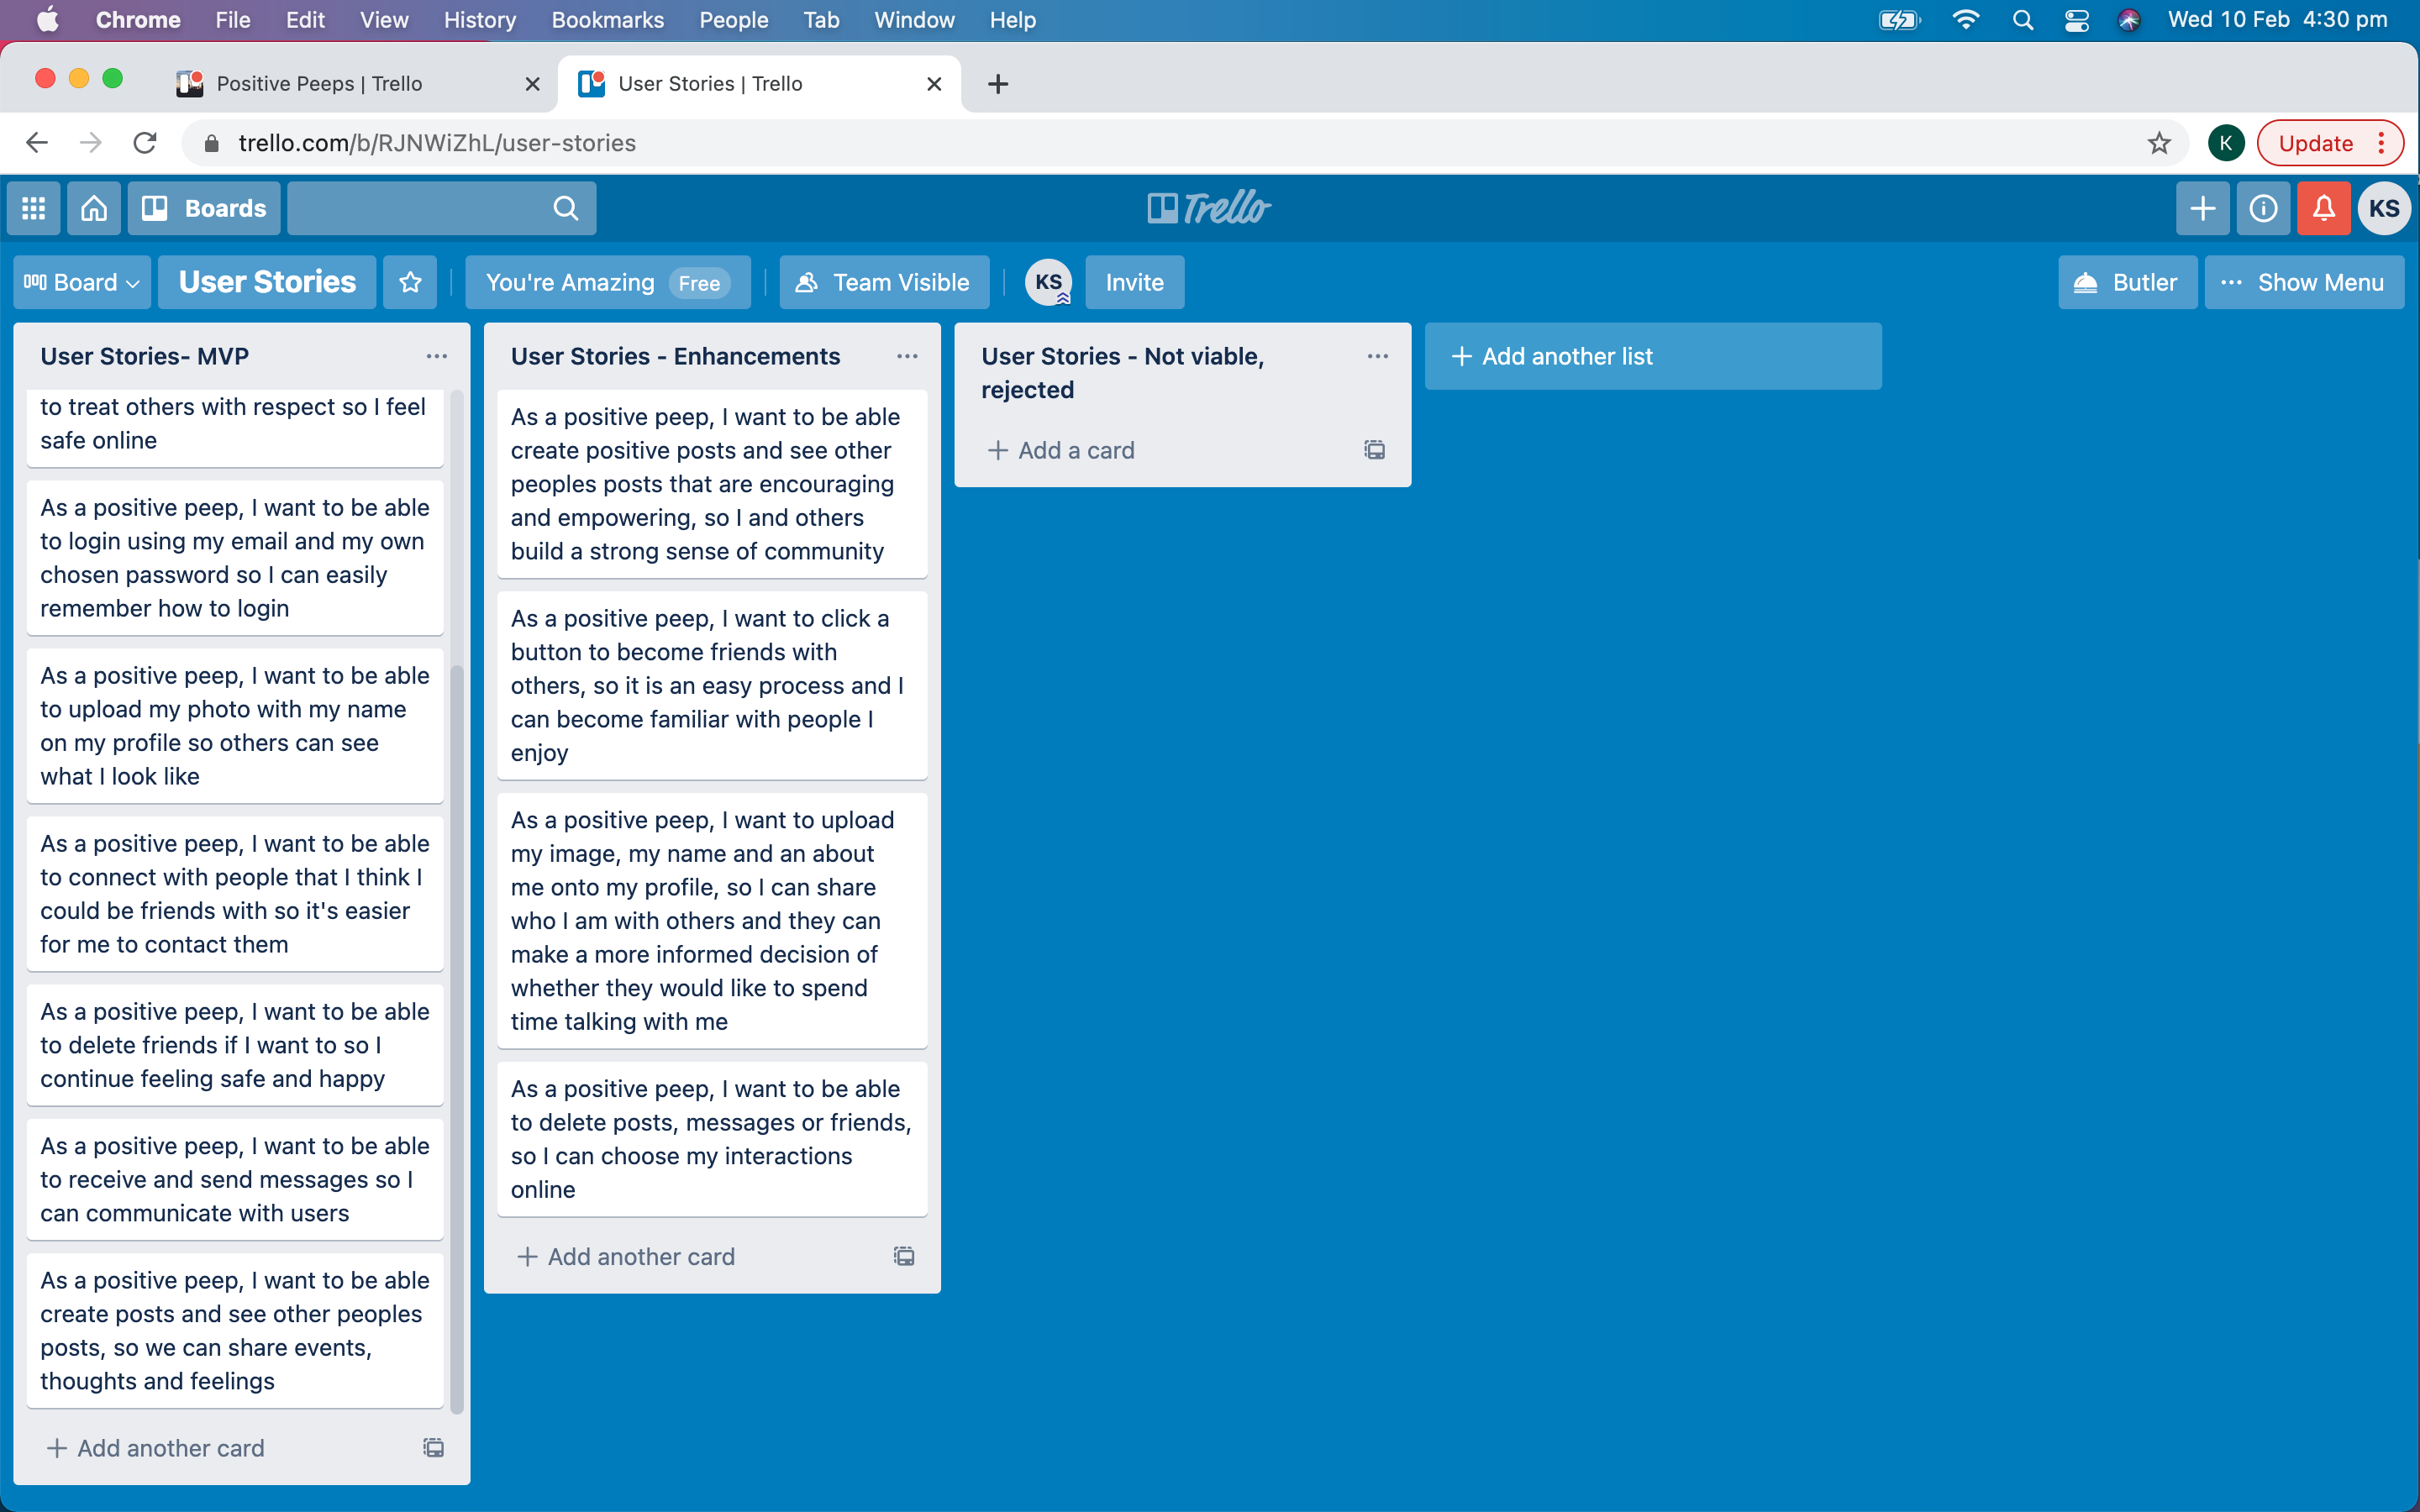 Chrome File Edit View History Bookmarks People Tab Window Help Wed 10 Feb 4:30 pm
Positive Peeps | Trello
User Stories | Trello
trello.com/b/RJNWiZhL/user-stories
K
Update
Boards
Trello
KS
Board
User Stories
You're Amazing Free
Team Visible
KS
Invite
Butler
Show Menu
User Stories- MVP
to treat others with respect so I feel
safe online
As a positive peep, I want to be able
to login using my email and my own
chosen password so I can easily
remember how to login
As a positive peep, I want to be able
to upload my photo with my name
on my profile so others can see
what I look like
As a positive peep, I want to be able
to connect with people that I think I
could be friends with so it's easier
for me to contact them
As a positive peep, I want to be able
to delete friends if I want to so I
continue feeling safe and happy
As a positive peep, I want to be able
to receive and send messages so I
can communicate with users
As a positive peep, I want to be able
create posts and see other peoples
posts, so we can share events,
thoughts and feelings
Add another card
User Stories - Enhancements
As a positive peep, I want to be able
create positive posts and see other
peoples posts that are encouraging
and empowering, so I and others
build a strong sense of community
As a positive peep, I want to click a
button to become friends with
others, so it is an easy process and I
can become familiar with people I
enjoy
As a positive peep, I want to upload
my image, my name and an about
me onto my profile, so I can share
who I am with others and they can
make a more informed decision of
whether they would like to spend
time talking with me
As a positive peep, I want to be able
to delete posts, messages or friends,
so I can choose my interactions
online
Add another card
User Stories - Not viable,
rejected
Add a card
Add another list